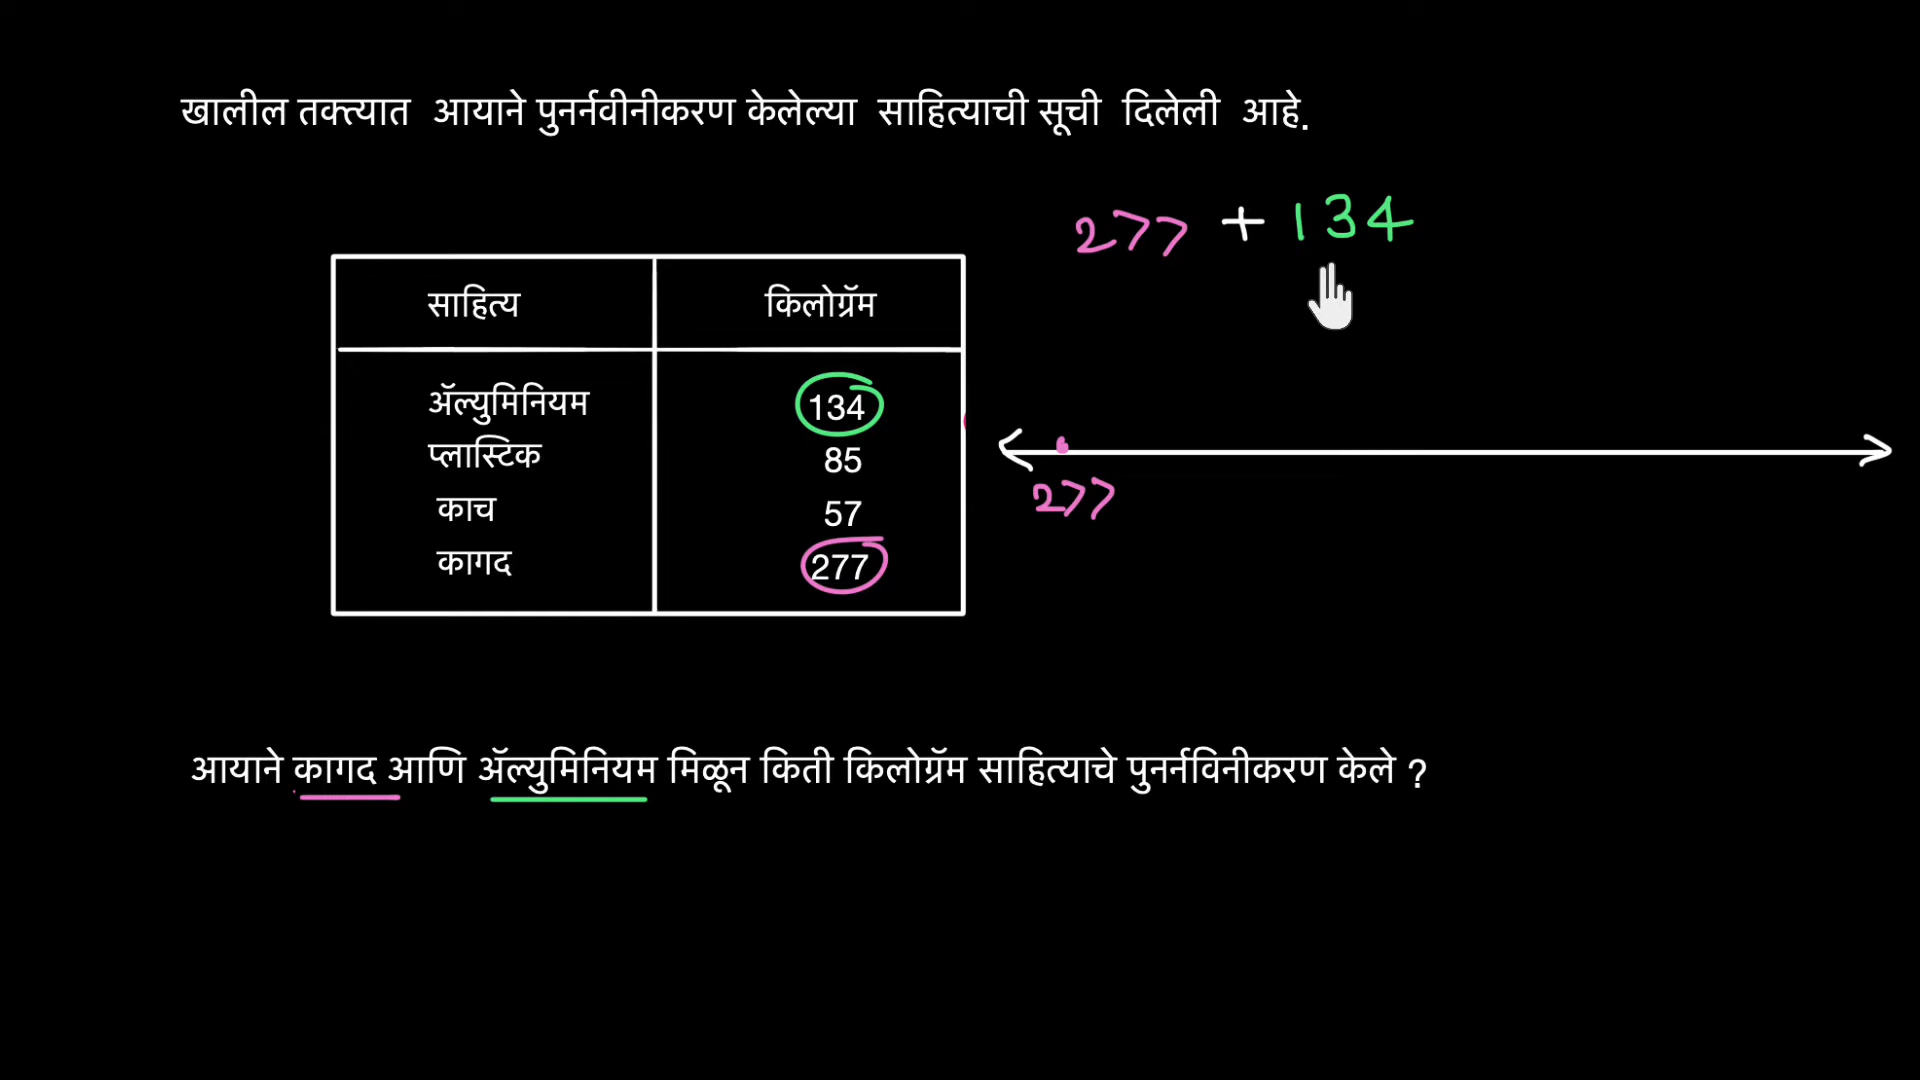 खालील तक्त्यात आयाने पुनर्नवीनीकरण केलेल्या साहित्याची सूची दिलेली आहे.
277 + 134
साहित्य किलोग्रॅम
ॲल्युमिनियम 134
प्लास्टिक 85
काच 57
कागद 277
277
आयाने कागद आणि ॲल्युमिनियम मिळून किती किलोग्रॅम साहित्याचे पुनर्नविनीकरण केले ?